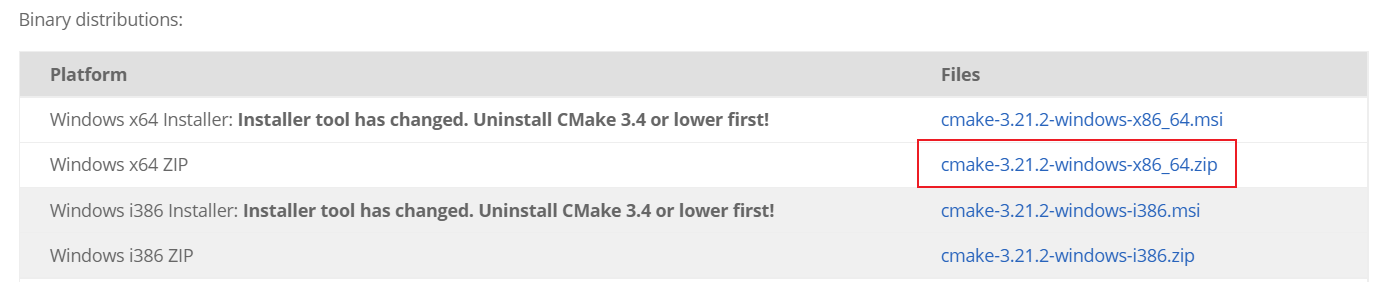 Binary distributions:
Platform Files
Windows x64 Installer: Installer tool has changed. Uninstall CMake 3.4 or lower first! cmake-3.21.2-windows-x86_64.msi
Windows x64 ZIP cmake-3.21.2-windows-x86_64.zip
Windows i386 Installer: Installer tool has changed. Uninstall CMake 3.4 or lower first! cmake-3.21.2-windows-i386.msi
Windows i386 ZIP cmake-3.21.2-windows-i386.zip